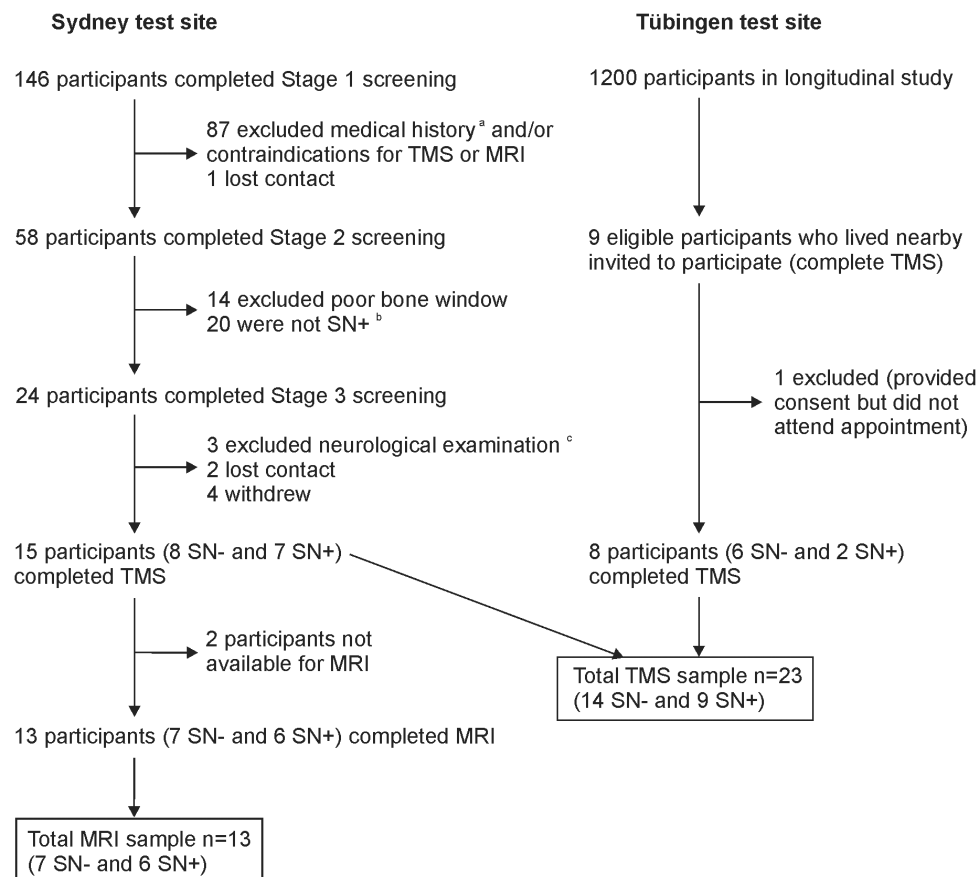 Sydney test site
146 participants completed Stage 1 screening
87 excluded medical history a and/or
contraindications for TMS or MRI
1 lost contact
58 participants completed Stage 2 screening
14 excluded poor bone window
20 were not SN+ b
24 participants completed Stage 3 screening
3 excluded neurological examination c
2 lost contact
4 withdrew
15 participants (8 SN- and 7 SN+)
completed TMS
2 participants not
available for MRI
13 participants (7 SN- and 6 SN+) completed MRI
Total MRI sample n=13
(7 SN- and 6 SN+)
Tübingen test site
1200 participants in longitudinal study
9 eligible participants who lived nearby
invited to participate (complete TMS)
1 excluded (provided
consent but did not
attend appointment)
8 participants (6 SN- and 2 SN+)
completed TMS
Total TMS sample n=23
(14 SN- and 9 SN+)